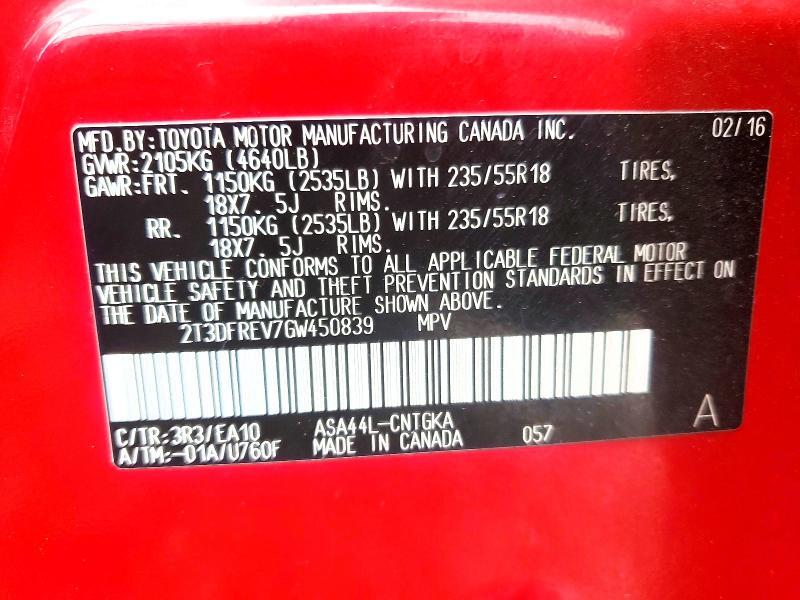 MFD.BY:TOYOTA MOTOR MANUFACTURING CANADA INC. 02/16
GVWR:2105KG (4640LB)
GAWR:FRT. 1150KG (2535LB) WITH 235/55R18 TIRES,
18X7.5J RIMS.
RR. 1150KG (2535LB) WITH 235/55R18 TIRES,
18X7.5J RIMS.
THIS VEHICLE CONFORMS TO ALL APPLICABLE FEDERAL MOTOR
VEHICLE SAFETY AND THEFT PREVENTION STANDARDS IN EFFECT ON
THE DATE OF MANUFACTURE SHOWN ABOVE.
2T3DFREV7GW450839 MPV
A
C/TR:3R3/EA10 ASA44L-CNTGKA 057
A/TM:-01A/U760F MADE IN CANADA